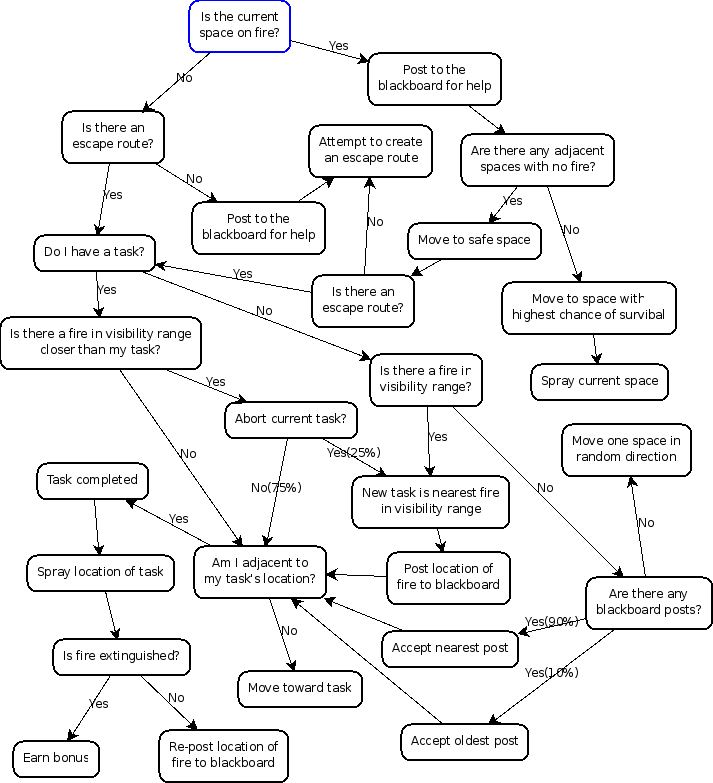 Is the current
space on fire?
Yes
No
Post to the
blackboard for help
Is there an
escape route?
Attempt to create
an escape route
Are there any adjacent
spaces with no fire?
No
Yes
Yes
Post to the
blackboard for help
No
No
Move to safe space
Do I have a task?
Yes
Is there an
escape route?
Yes
No
Move to space with
highest chance of survibal
Is there a fire in visibility range
closer than my task?
Is there a fire in
visibility range?
Spray current space
Yes
Abort current task?
Yes
Move one space in
random direction
No
Yes(25%)
Task completed
No(75%)
New task is nearest fire
in visibility range
No
No
Yes
Spray location of task
Am I adjacent to
my task's location?
Post location of
fire to blackboard
Are there any
blackboard posts?
No
Yes(90%)
Is fire extinguished?
Accept nearest post
Yes(10%)
Move toward task
Yes
No
Earn bonus
Re-post location of
fire to blackboard
Accept oldest post